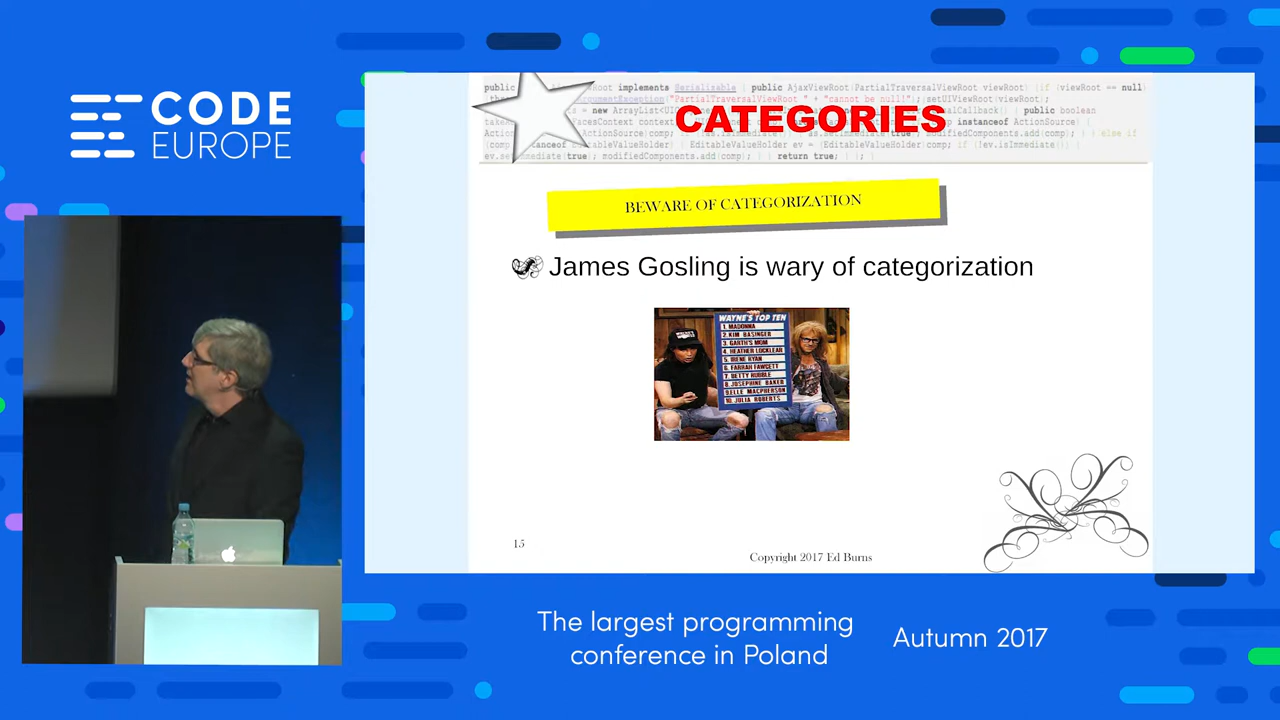 CODE
EUROPE
CATEGORIES
BEWARE OF CATEGORIZATION
James Gosling is wary of categorization
WAYNE'S TOP TEN
1. MADONNA
2. KIM BASINGER
3. GARTH'S MOM
4. HEATHER LOCKLEAR
5. IRENE RYAN
6. FARRAH FAWCETT
7. BETTY RUBBLE
8. JOSEPHINE BAKER
9. ELLE MACPHERSON
10. JULIA ROBERTS
15
Copyright 2017 Ed Burns
The largest programming
conference in Poland
Autumn 2017